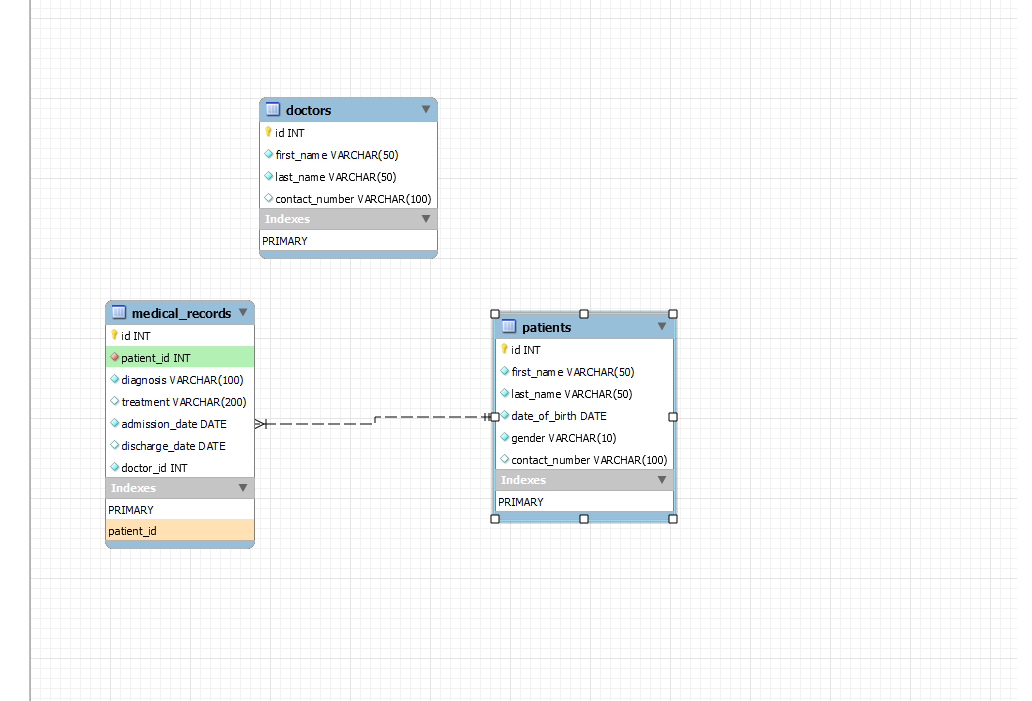 doctors
id INT
first_name VARCHAR(50)
last_name VARCHAR(50)
contact_number VARCHAR(100)
Indexes
PRIMARY
medical_records
id INT
patient_id INT
diagnosis VARCHAR(100)
treatment VARCHAR(200)
admission_date DATE
discharge_date DATE
doctor_id INT
Indexes
PRIMARY
patient_id
patients
id INT
first_name VARCHAR(50)
last_name VARCHAR(50)
date_of_birth DATE
gender VARCHAR(10)
contact_number VARCHAR(100)
Indexes
PRIMARY